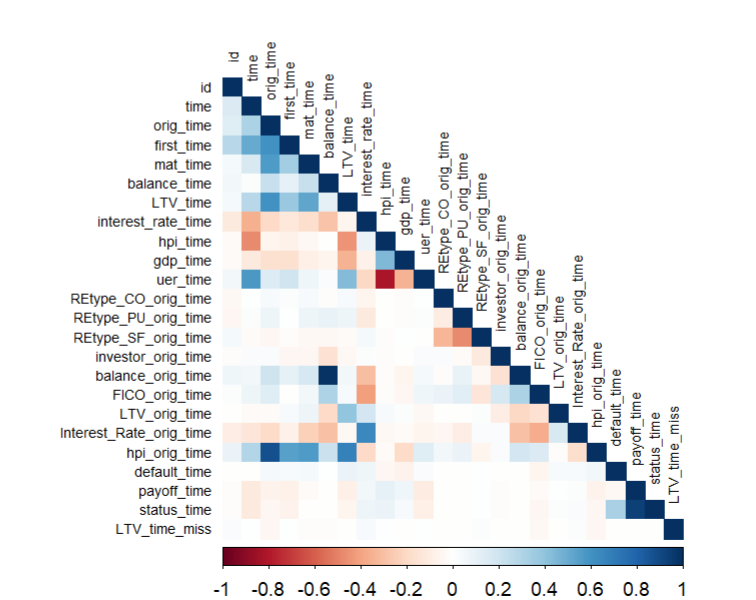 id
time
orig_time
first_time
mat_time
balance_time
LTV_time
interest_rate_time
hpi_time
gdp_time
uer_time
REtype_CO_orig_time
REtype_PU_orig_time
REtype_SF_orig_time
investor_orig_time
balance_orig_time
FICO_orig_time
LTV_orig_time
Interest_Rate_orig_time
hpi_orig_time
default_time
payoff_time
status_time
LTV_time_miss
id
time
orig_time
first_time
mat_time
balance_time
LTV_time
interest_rate_time
hpi_time
gdp_time
uer_time
REtype_CO_orig_time
REtype_PU_orig_time
REtype_SF_orig_time
investor_orig_time
balance_orig_time
FICO_orig_time
LTV_orig_time
Interest_Rate_orig_time
hpi_orig_time
default_time
payoff_time
status_time
LTV_time_miss
-1 -0.8 -0.6 -0.4 -0.2 0 0.2 0.4 0.6 0.8 1